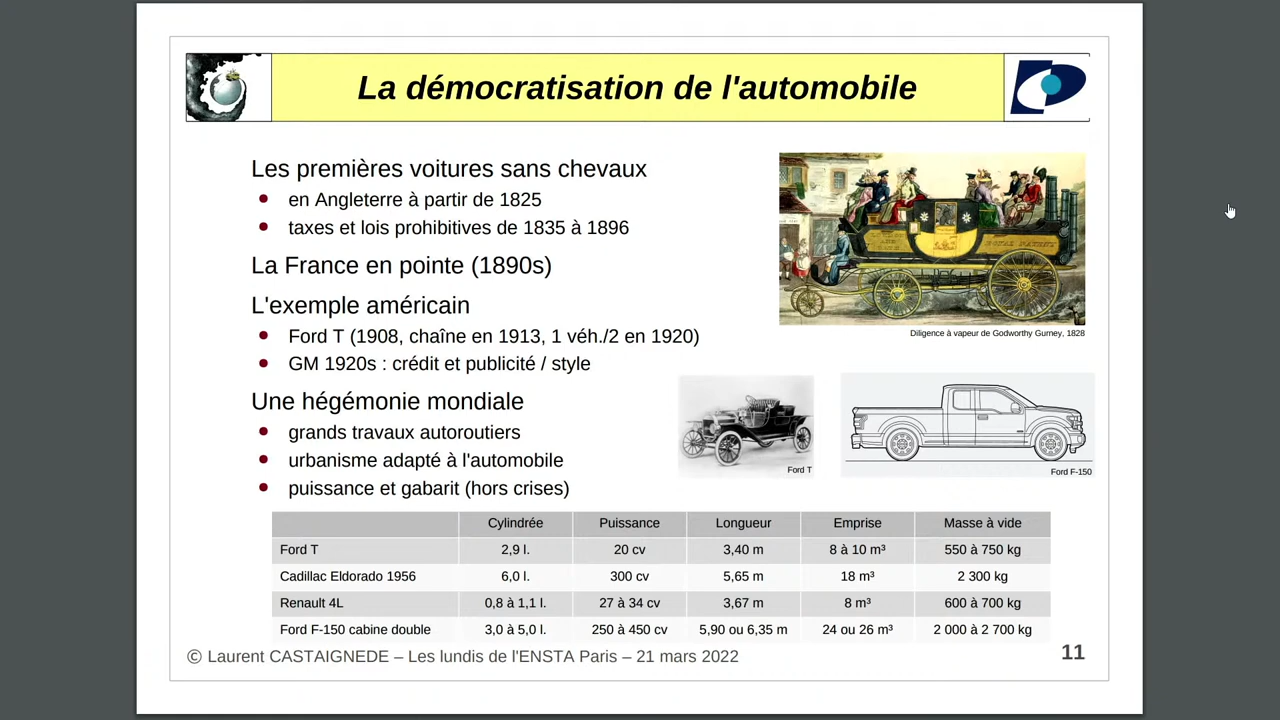 La démocratisation de l'automobile
Les premières voitures sans chevaux
en Angleterre à partir de 1825
taxes et lois prohibitives de 1835 à 1896
La France en pointe (1890s)
L'exemple américain
Ford T (1908, chaîne en 1913, 1 véh./2 en 1920)
GM 1920s : crédit et publicité / style
Une hégémonie mondiale
grands travaux autoroutiers
urbanisme adapté à l'automobile
puissance et gabarit (hors crises)
Diligence à vapeur de Godworthy Gurney, 1828
Ford T
Ford F-150
Cylindrée Puissance Longueur Emprise Masse à vide
Ford T 2,9 l. 20 cv 3,40 m 8 à 10 m³ 550 à 750 kg
Cadillac Eldorado 1956 6,0 l. 300 cv 5,65 m 18 m³ 2 300 kg
Renault 4L 0,8 à 1,1 l. 27 à 34 cv 3,67 m 8 m³ 600 à 700 kg
Ford F-150 cabine double 3,0 à 5,0 l. 250 à 450 cv 5,90 ou 6,35 m 24 ou 26 m³ 2 000 à 2 700 kg
© Laurent CASTAIGNEDE – Les lundis de l'ENSTA Paris – 21 mars 2022
11